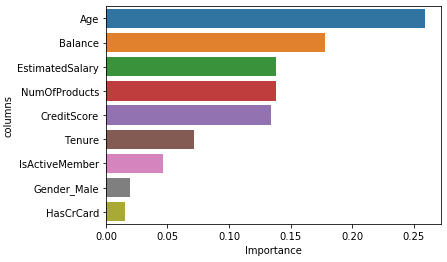 Age
Balance
EstimatedSalary
NumOfProducts
CreditScore
Tenure
IsActiveMember
Gender_Male
HasCrCard
columns
0.00 0.05 0.10 0.15 0.20 0.25
Importance